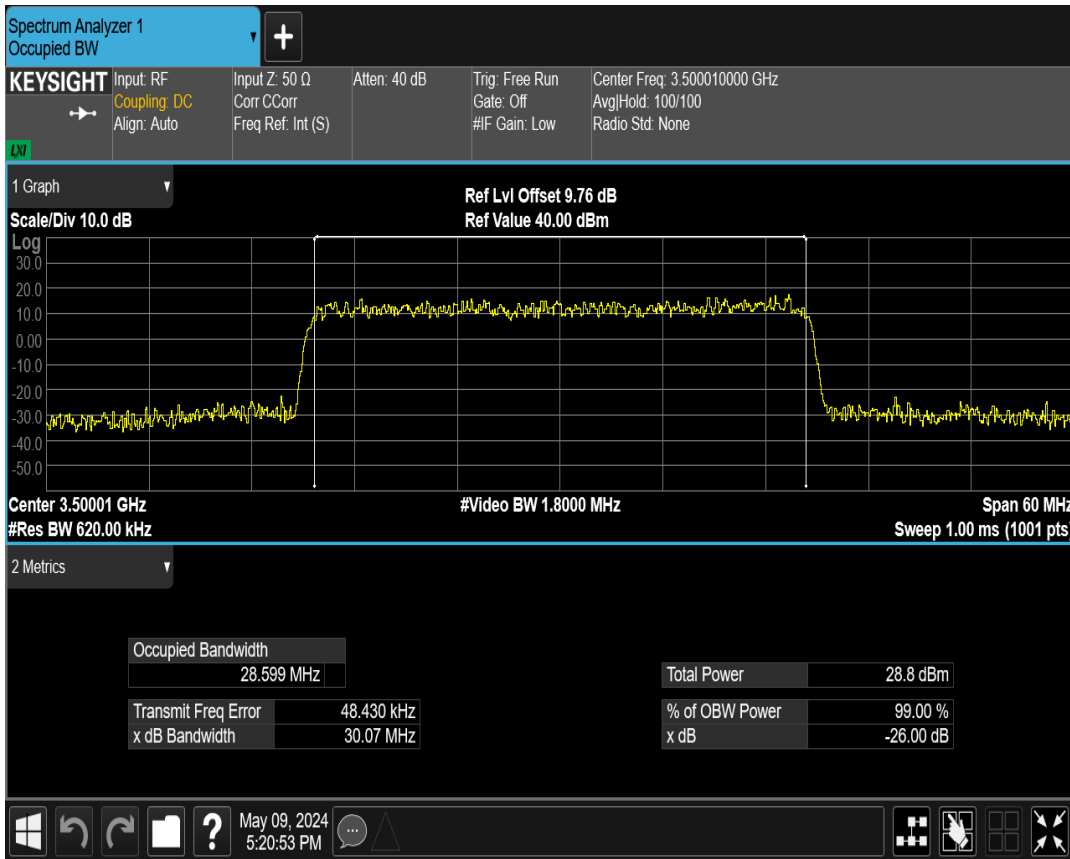 Spectrum Analyzer 1
Occupied BW
KEYSIGHT
LXI
Input: RF
Coupling: DC
Align: Auto
Input Z: 50 Ω
Corr CCorr
Freq Ref: Int (S)
Atten: 40 dB
Trig: Free Run
Gate: Off
#IF Gain: Low
Center Freq: 3.500010000 GHz
Avg|Hold: 100/100
Radio Std: None
1 Graph
Scale/Div 10.0 dB
Ref Lvl Offset 9.76 dB
Ref Value 40.00 dBm
Log
30.0
20.0
10.0
0.00
-10.0
-20.0
-30.0
-40.0
-50.0
Center 3.50001 GHz
#Video BW 1.8000 MHz
Span 60 MHz
#Res BW 620.00 kHz
Sweep 1.00 ms (1001 pts)
2 Metrics
Occupied Bandwidth
28.599 MHz
Total Power 28.8 dBm
Transmit Freq Error 48.430 kHz
% of OBW Power 99.00 %
x dB Bandwidth 30.07 MHz
x dB -26.00 dB
?
May 09, 2024
5:20:53 PM